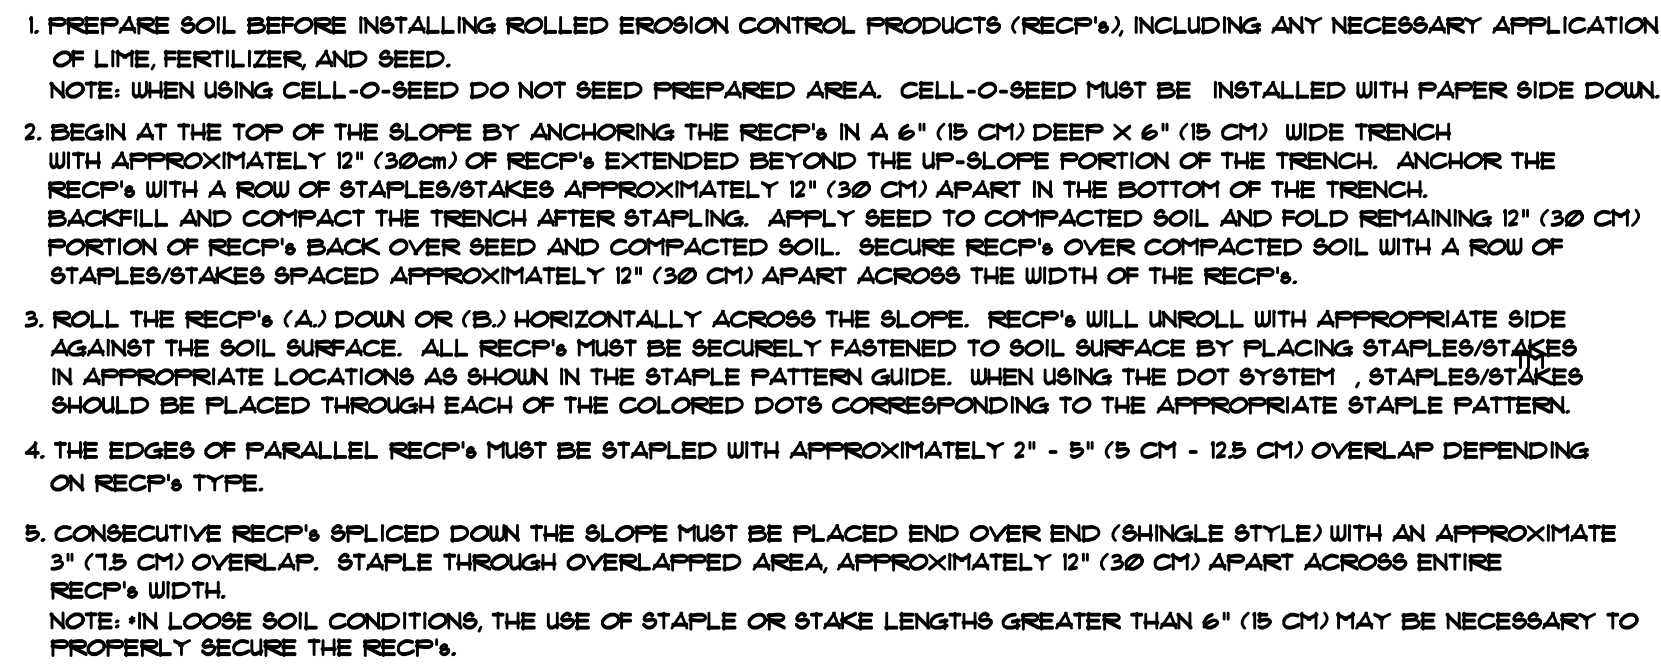 1. PREPARE SOIL BEFORE INSTALLING ROLLED EROSION CONTROL PRODUCTS (RECP's), INCLUDING ANY NECESSARY APPLICATION
OF LIME, FERTILIZER, AND SEED.
NOTE: WHEN USING CELL-O-SEED DO NOT SEED PREPARED AREA. CELL-O-SEED MUST BE INSTALLED WITH PAPER SIDE DOWN.
2. BEGIN AT THE TOP OF THE SLOPE BY ANCHORING THE RECP's IN A 6" (15 CM) DEEP X 6" (15 CM) WIDE TRENCH
WITH APPROXIMATELY 12" (30cm) OF RECP's EXTENDED BEYOND THE UP-SLOPE PORTION OF THE TRENCH. ANCHOR THE
RECP's WITH A ROW OF STAPLES/STAKES APPROXIMATELY 12" (30 CM) APART IN THE BOTTOM OF THE TRENCH.
BACKFILL AND COMPACT THE TRENCH AFTER STAPLING. APPLY SEED TO COMPACTED SOIL AND FOLD REMAINING 12" (30 CM)
PORTION OF RECP's BACK OVER SEED AND COMPACTED SOIL. SECURE RECP's OVER COMPACTED SOIL WITH A ROW OF
STAPLES/STAKES SPACED APPROXIMATELY 12" (30 CM) APART ACROSS THE WIDTH OF THE RECP's.
3. ROLL THE RECP's (A.) DOWN OR (B.) HORIZONTALLY ACROSS THE SLOPE. RECP's WILL UNROLL WITH APPROPRIATE SIDE
AGAINST THE SOIL SURFACE. ALL RECP's MUST BE SECURELY FASTENED TO SOIL SURFACE BY PLACING STAPLES/STAKES
IN APPROPRIATE LOCATIONS AS SHOWN IN THE STAPLE PATTERN GUIDE. WHEN USING THE DOT SYSTEM , STAPLES/STAKES
TM
SHOULD BE PLACED THROUGH EACH OF THE COLORED DOTS CORRESPONDING TO THE APPROPRIATE STAPLE PATTERN.
4. THE EDGES OF PARALLEL RECP's MUST BE STAPLED WITH APPROXIMATELY 2" - 5" (5 CM - 12.5 CM) OVERLAP DEPENDING
ON RECP's TYPE.
5. CONSECUTIVE RECP's SPLICED DOWN THE SLOPE MUST BE PLACED END OVER END (SHINGLE STYLE) WITH AN APPROXIMATE
3" (7.5 CM) OVERLAP. STAPLE THROUGH OVERLAPPED AREA, APPROXIMATELY 12" (30 CM) APART ACROSS ENTIRE
RECP's WIDTH.
NOTE: *IN LOOSE SOIL CONDITIONS, THE USE OF STAPLE OR STAKE LENGTHS GREATER THAN 6" (15 CM) MAY BE NECESSARY TO
PROPERLY SECURE THE RECP's.